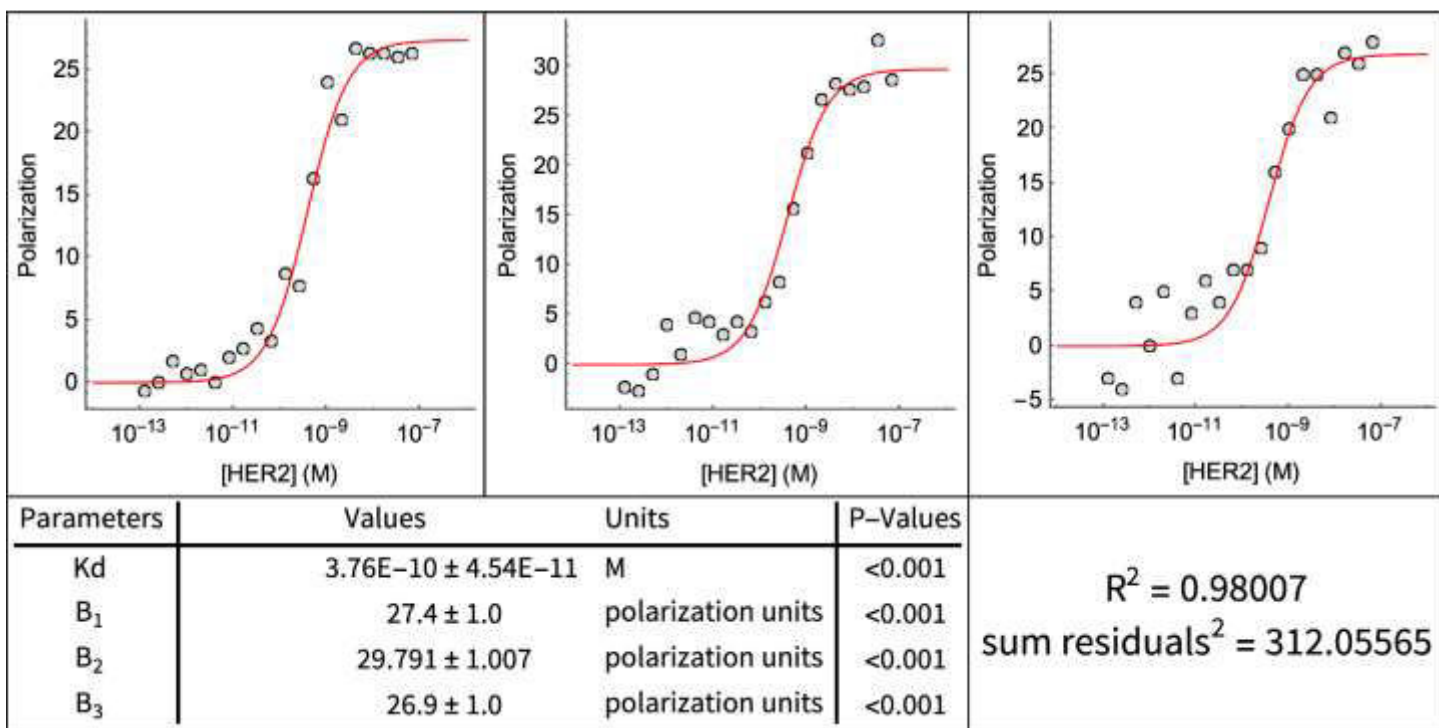 Polarization
25
20
15
10
5
0
10⁻¹³ 10⁻¹¹ 10⁻⁹ 10⁻⁷
[HER2] (M)
Polarization
30
25
20
15
10
5
0
10⁻¹³ 10⁻¹¹ 10⁻⁹ 10⁻⁷
[HER2] (M)
Polarization
25
20
15
10
5
0
−5
10⁻¹³ 10⁻¹¹ 10⁻⁹ 10⁻⁷
[HER2] (M)
Parameters Values Units P–Values
Kd 3.76E–10 ± 4.54E–11 M <0.001
B₁ 27.4 ± 1.0 polarization units <0.001
B₂ 29.791 ± 1.007 polarization units <0.001
B₃ 26.9 ± 1.0 polarization units <0.001
R² = 0.98007
sum residuals² = 312.05565